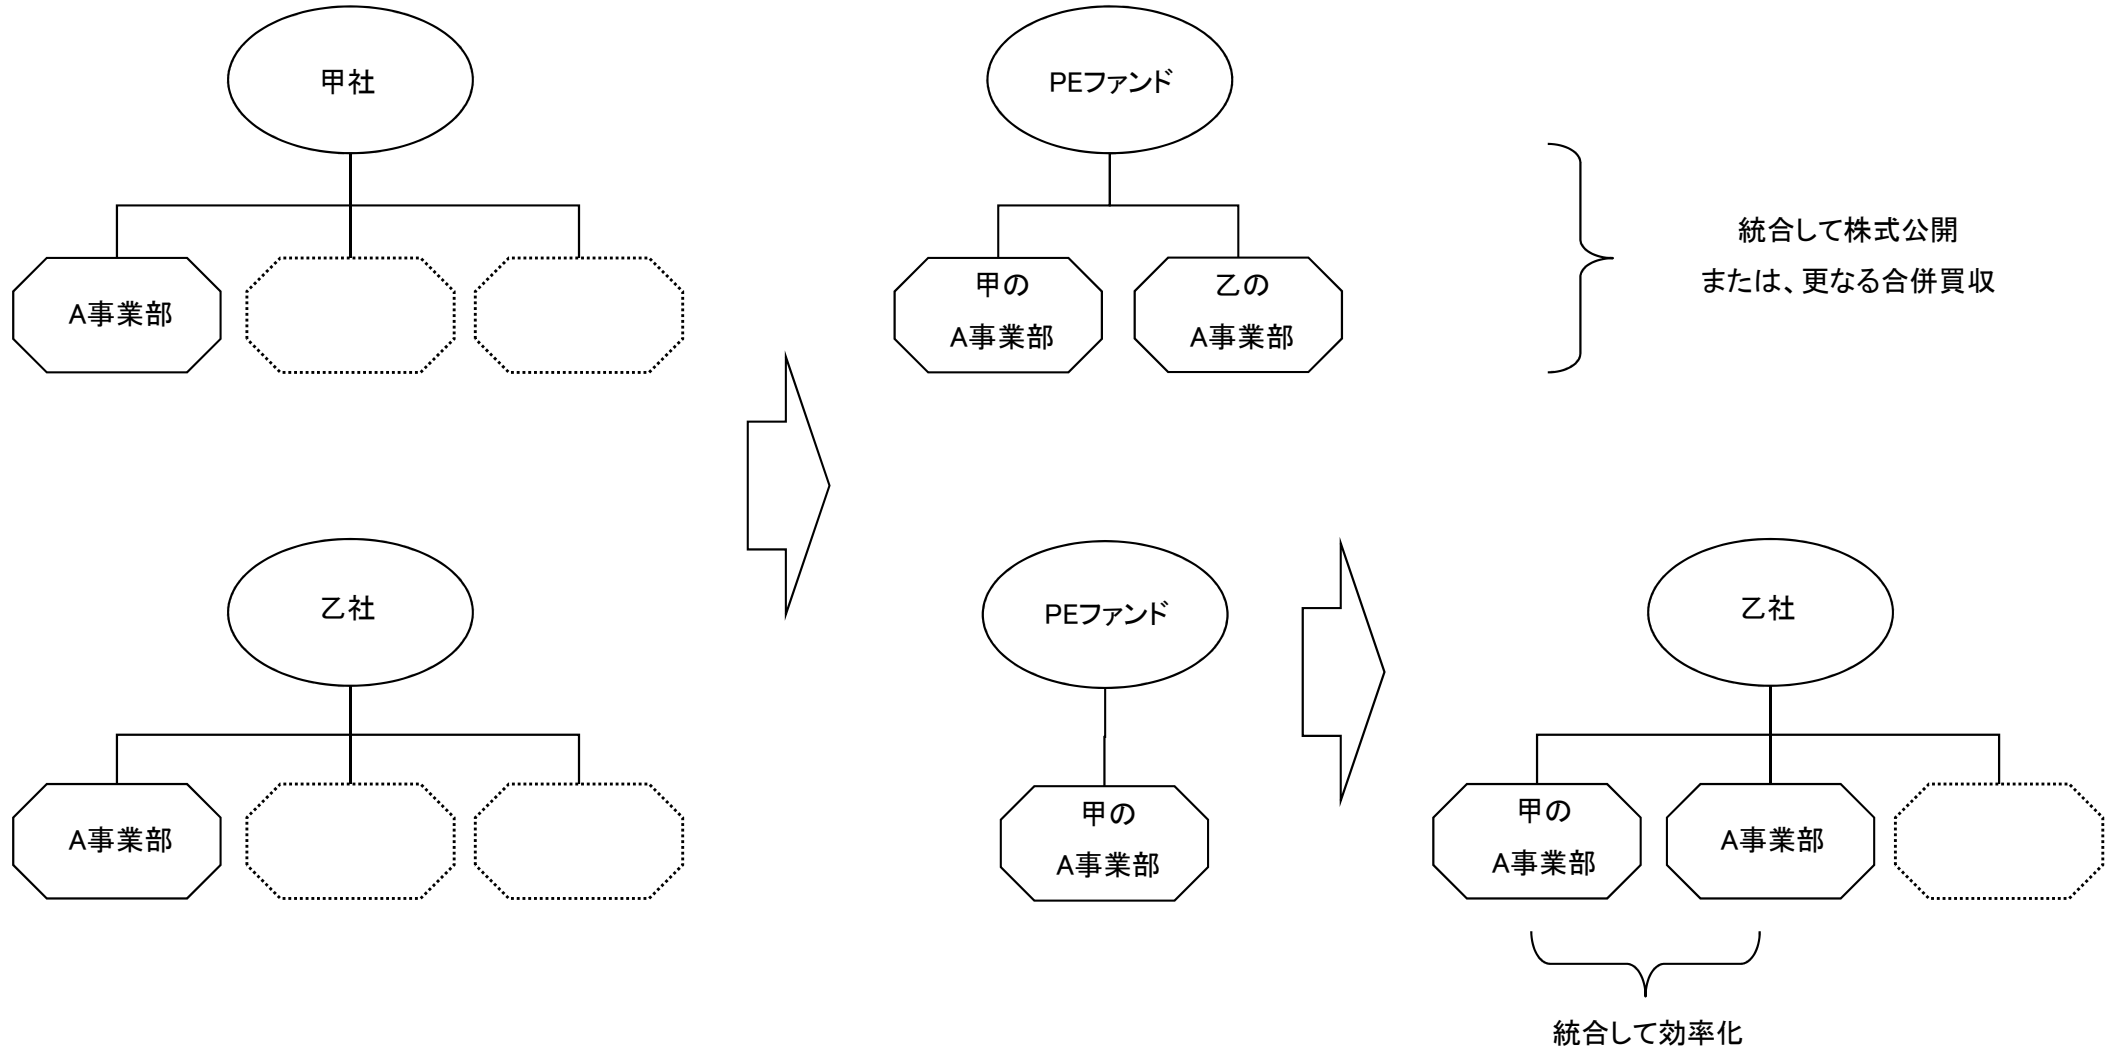 甲社
A事業部
PEファンド
甲の
A事業部
乙の
A事業部
統合して株式公開
または、更なる合併買収
乙社
A事業部
PEファンド
甲の
A事業部
乙社
甲の
A事業部
A事業部
統合して効率化